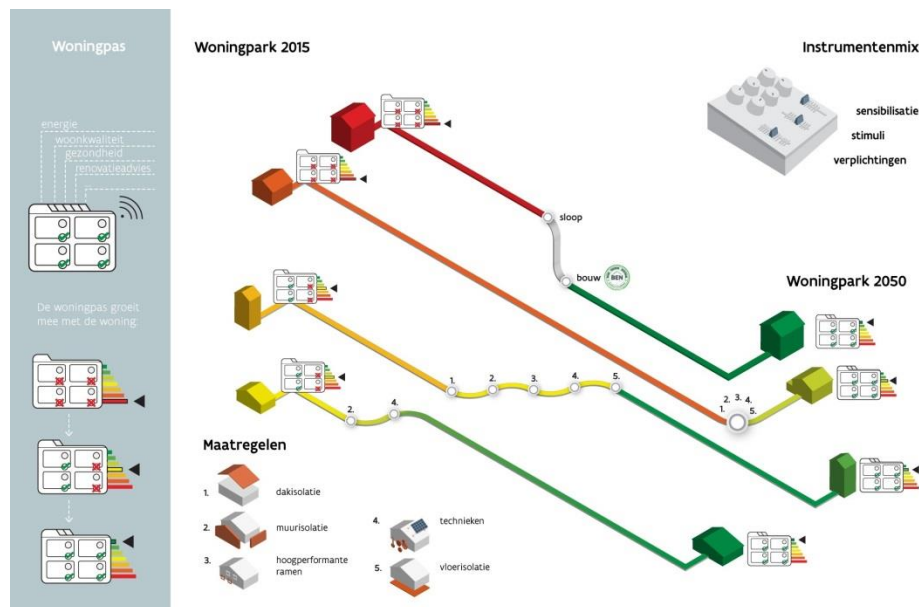 Woningpas
energie
woonkwaliteit
gezondheid
renovatieadvies
De woningpas groeit
mee met de woning:
Woningpark 2015
Instrumentenmix
sensibilisatie
stimuli
verplichtingen
sloop
bouw
BEN
Woningpark 2050
1.
2.
3.
4.
5.
2.
4.
2. 3. 4.
1. 5.
Maatregelen
1. dakisolatie
2. muurisolatie
3. hoogperformante
ramen
4. technieken
5. vloerisolatie